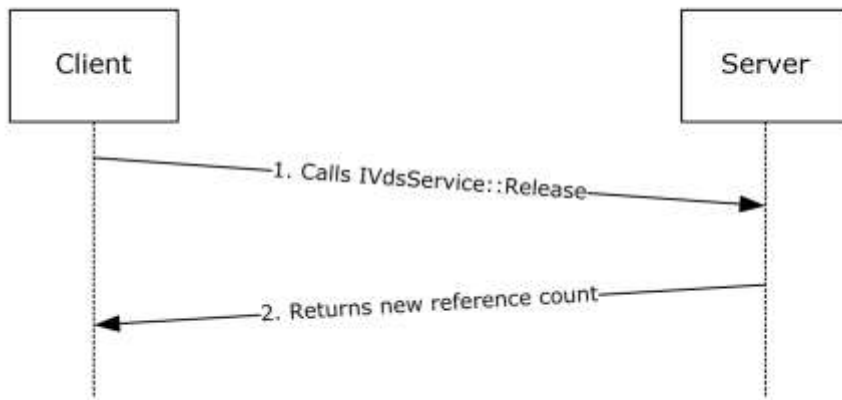 Client
Server
1. Calls IVdsService::Release
2. Returns new reference count